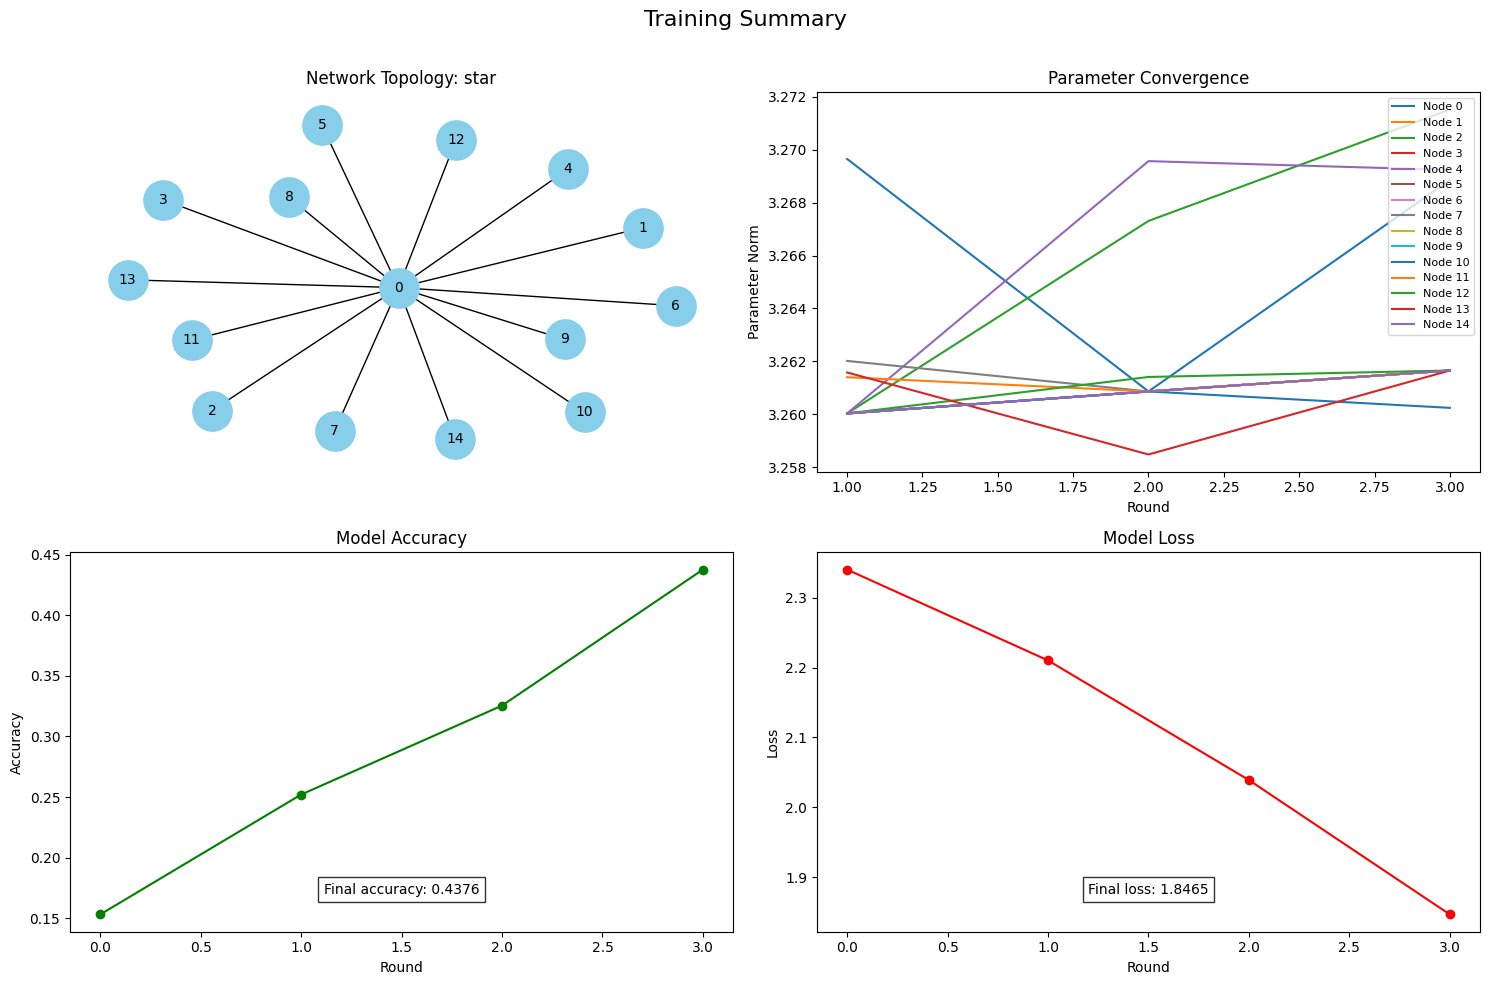 Training Summary
Network Topology: star
5
12
4
3
8
1
13
0
6
11
9
2
7
14
10
Parameter Convergence
Parameter Norm
3.272
3.270
3.268
3.266
3.264
3.262
3.260
3.258
Node 0
Node 1
Node 2
Node 3
Node 4
Node 5
Node 6
Node 7
Node 8
Node 9
Node 10
Node 11
Node 12
Node 13
Node 14
1.00 1.25 1.50 1.75 2.00 2.25 2.50 2.75 3.00
Round
Model Accuracy
Accuracy
0.45
0.40
0.35
0.30
0.25
0.20
0.15
Final accuracy: 0.4376
0.0 0.5 1.0 1.5 2.0 2.5 3.0
Round
Model Loss
Loss
2.3
2.2
2.1
2.0
1.9
Final loss: 1.8465
0.0 0.5 1.0 1.5 2.0 2.5 3.0
Round